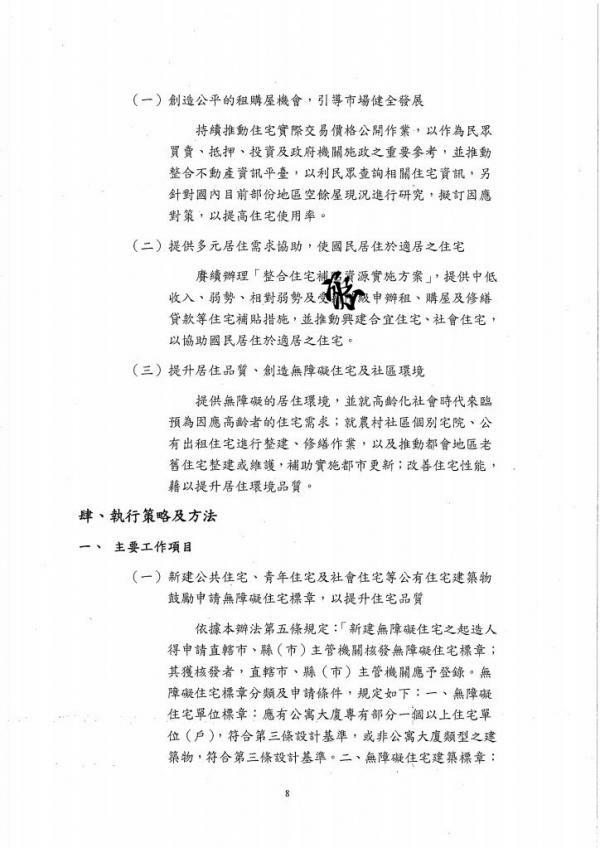 (一)創造公平的租購屋機會，引導市場健全發展
持續推動住宅實際交易價格公開作業，以作為民眾
買賣、抵押、投資及政府機關施政之重要參考，並推動
整合不動產資訊平臺，以利民眾查詢相關住宅資訊，另
針對國內目前部份地區空餘屋現況進行研究，擬訂因應
對策，以提高住宅使用率。
(二)提供多元居住需求協助，使國民居住於適居之住宅
賡續辦理「整合住宅補 資源實施方案」，提供中低
收入、弱勢、相對弱勢及受 級申辦租、購屋及修繕
貸款等住宅補貼措施，並推動興建合宜住宅、社會住宅，
以協助國民居住於適居之住宅。
(三)提升居住品質、創造無障礙住宅及社區環境
提供無障礙的居住環境，並就高齡化社會時代來臨
預為因應高齡者的住宅需求；就農村社區個別宅院、公
有出租住宅進行整建、修繕作業，以及推動都會地區老
舊住宅整建或維護，補助實施都市更新；改善住宅性能，
藉以提升居住環境品質。
肆、執行策略及方法
一、 主要工作項目
(一)新建公共住宅、青年住宅及社會住宅等公有住宅建築物
鼓勵申請無障礙住宅標章，以提升住宅品質
依據本辦法第五條規定：「新建無障礙住宅之起造人
得申請直轄市、縣(市)主管機關核發無障礙住宅標章；
其獲核發者，直轄市、縣(市)主管機關應予登錄。無
障礙住宅標章分類及申請條件，規定如下：一、無障礙
住宅單位標章：應有公寓大廈專有部分一個以上住宅單
位(戶)，符合第三條設計基準，或非公寓大廈類型之建
築物，符合第三條設計基準。二、無障礙住宅建築標章：
8